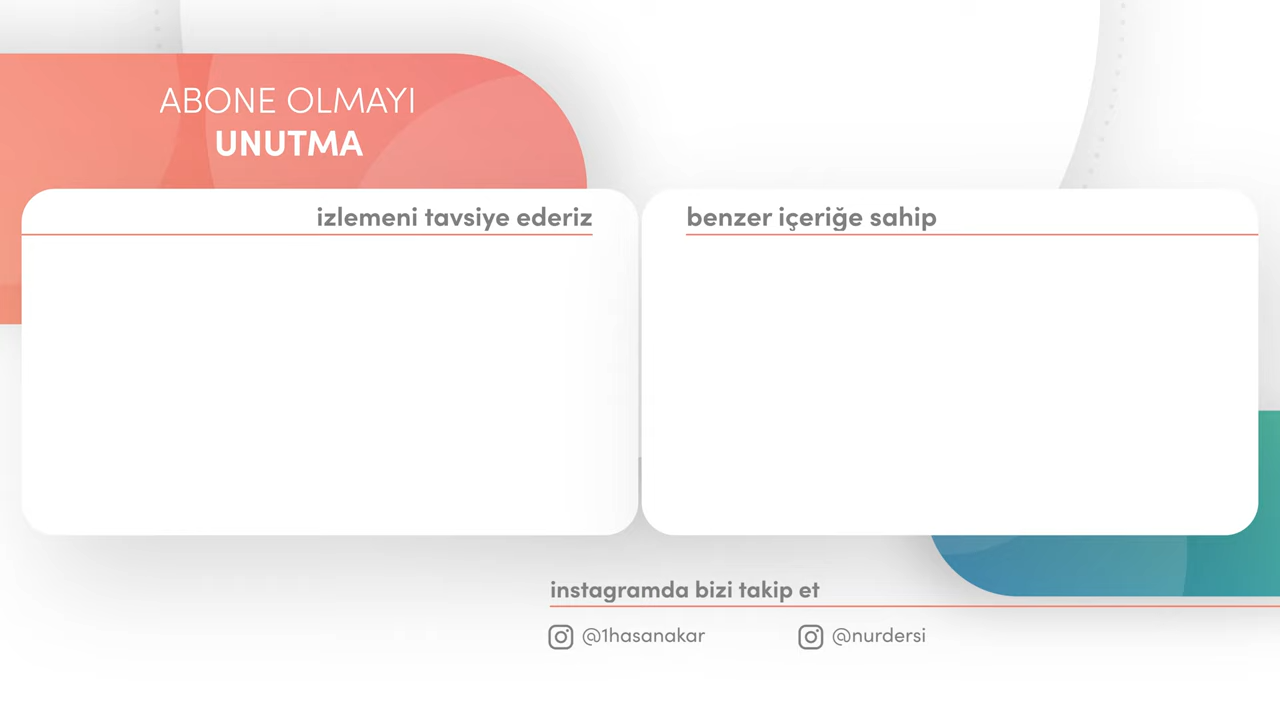 ABONE OLMAYI
UNUTMA
izlemeni tavsiye ederiz
benzer içeriğe sahip
instagramda bizi takip et
@1hasanakar
@nurdersi